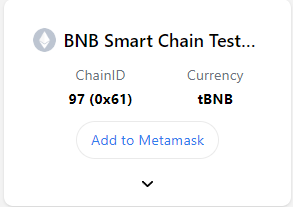 BNB Smart Chain Test...
ChainID Currency
97 (0x61) tBNB
Add to Metamask